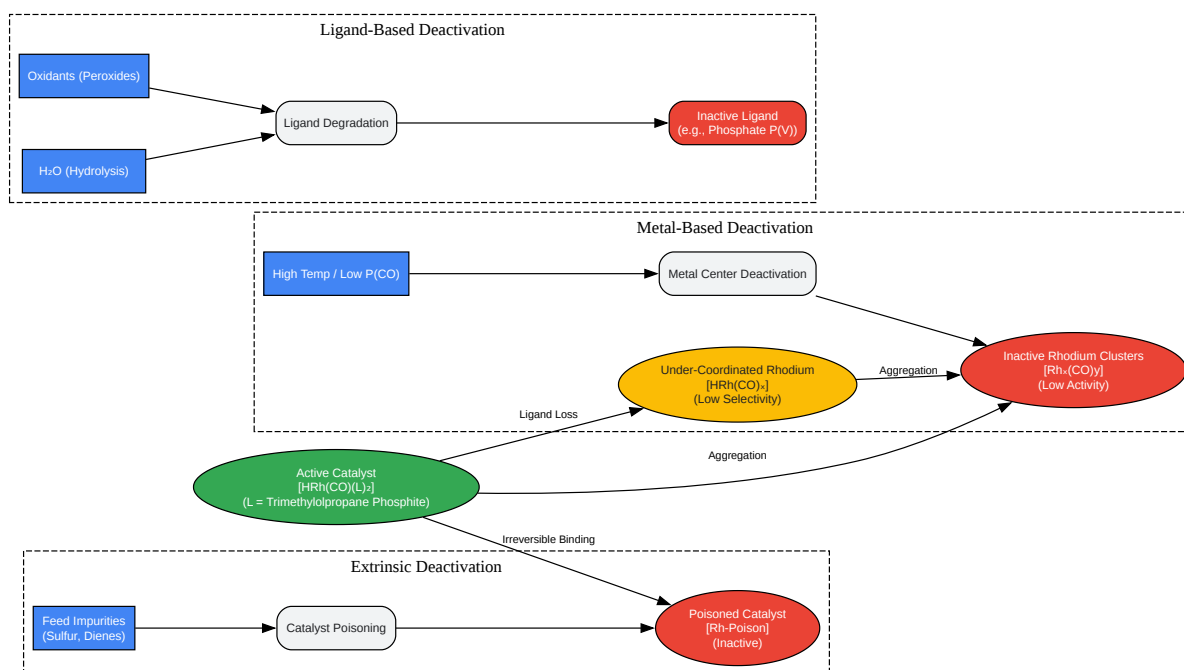 Ligand-Based Deactivation
Oxidants (Peroxides)
Ligand Degradation
Inactive Ligand
(e.g., Phosphate P(V))
H₂O (Hydrolysis)
Metal-Based Deactivation
High Temp / Low P(CO)
Metal Center Deactivation
Under-Coordinated Rhodium
[HRh(CO)ₓ]
(Low Selectivity)
Aggregation
Inactive Rhodium Clusters
[Rhₓ(CO)y]
(Low Activity)
Ligand Loss
Aggregation
Active Catalyst
[HRh(CO)(L)₂]
(L = Trimethylolpropane Phosphite)
Irreversible Binding
Extrinsic Deactivation
Feed Impurities
(Sulfur, Dienes)
Catalyst Poisoning
Poisoned Catalyst
[Rh-Poison]
(Inactive)